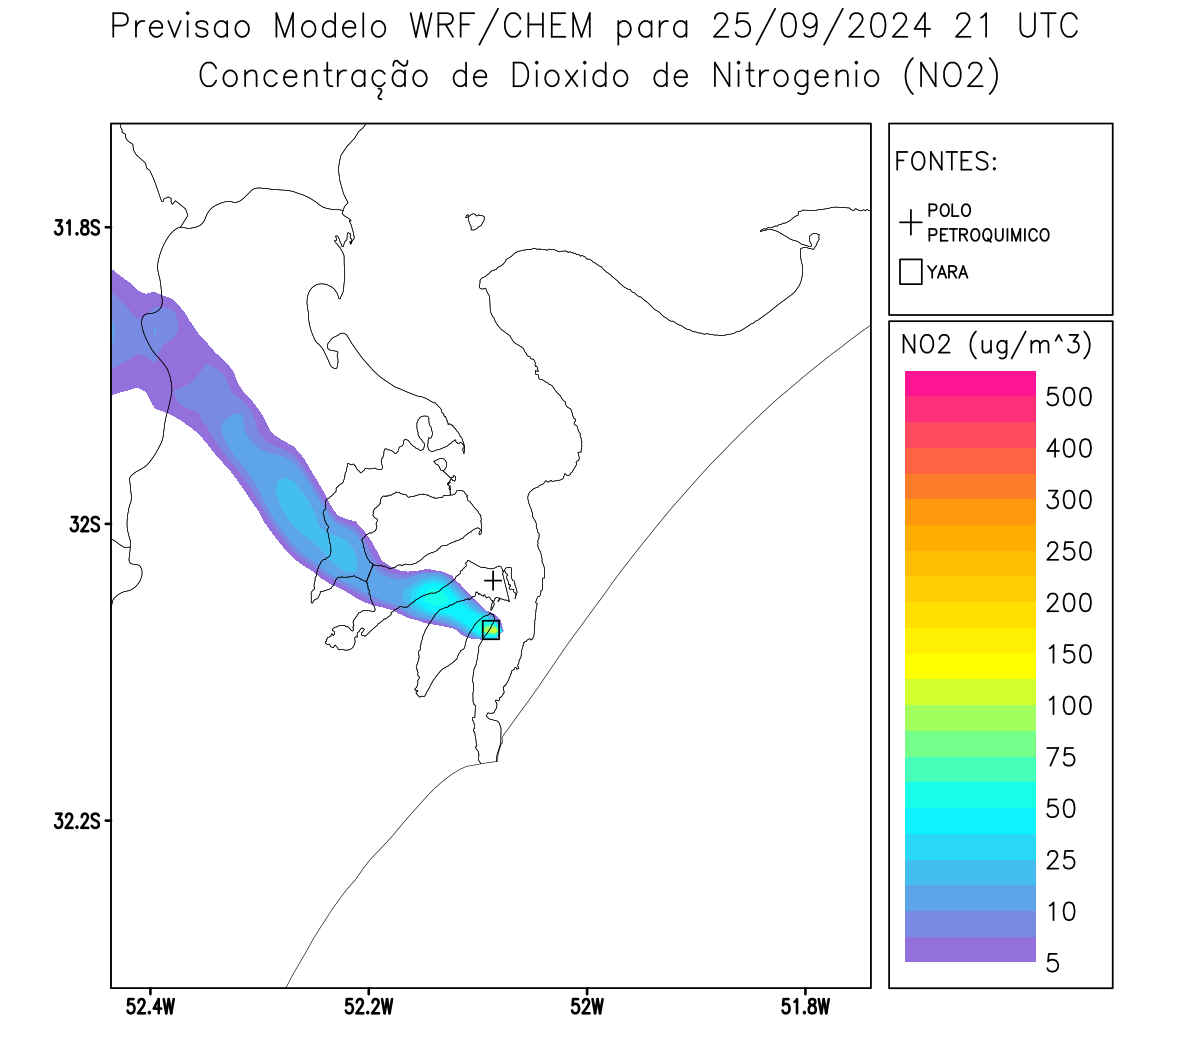 Previsao Modelo WRF/CHEM para 25/09/2024 21 UTC
Concentração de Dioxido de Nitrogenio (NO2)
FONTES:
POLO
PETROQUIMICO
YARA
NO2 (ug/m^3)
500
400
300
250
200
150
100
75
50
25
10
5
31.8S
32S
32.2S
52.4W
52.2W
52W
51.8W